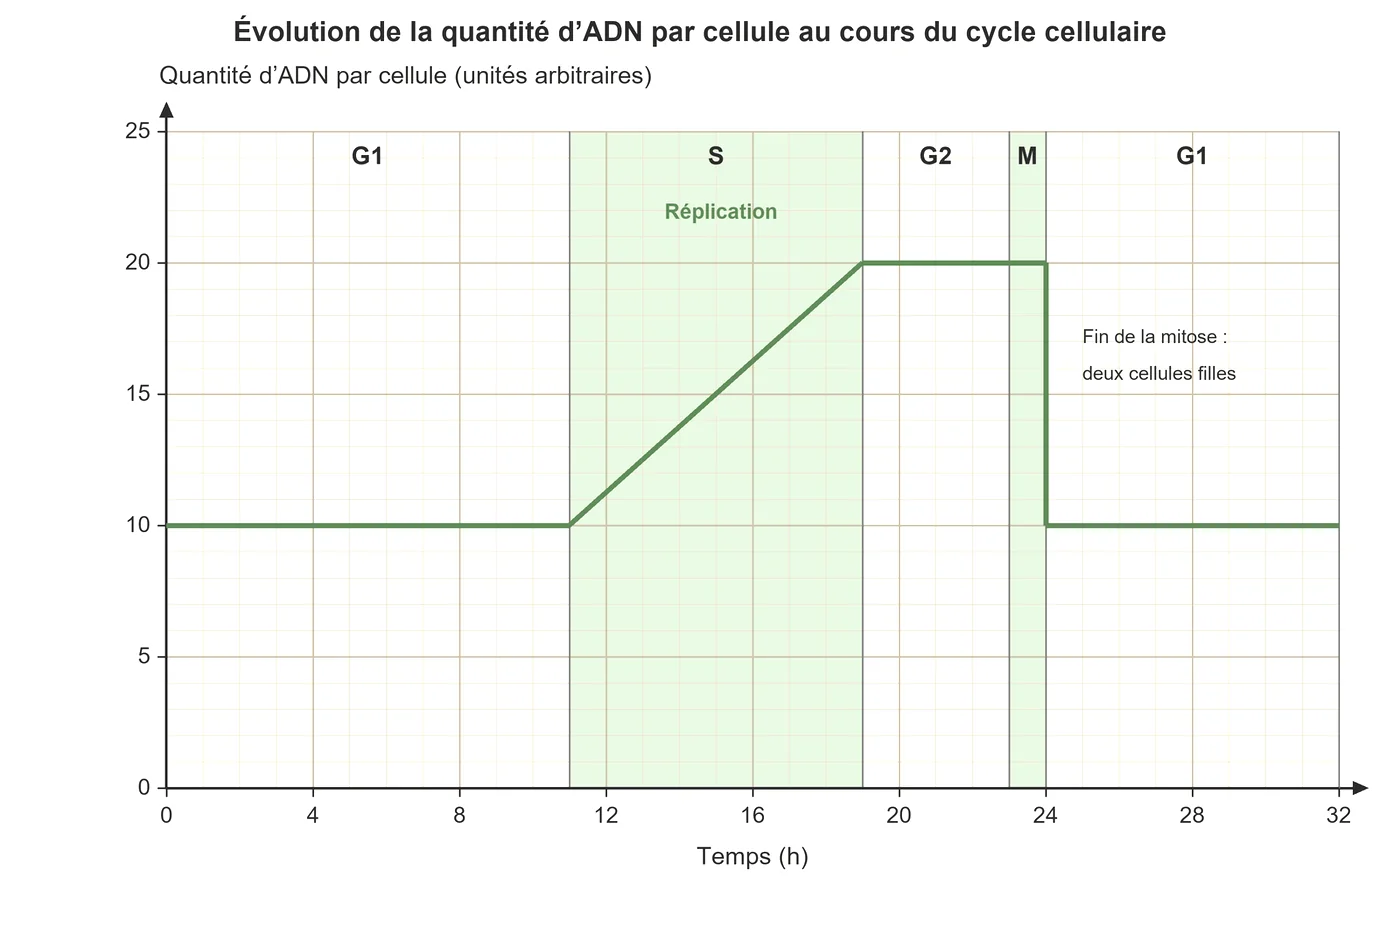 Évolution de la quantité d’ADN par cellule au cours du cycle cellulaire
Quantité d’ADN par cellule (unités arbitraires)
25
G1
S
G2
M
G1
Réplication
20
Fin de la mitose :
deux cellules filles
15
10
5
0
0
4
8
12
16
20
24
28
32
Temps (h)